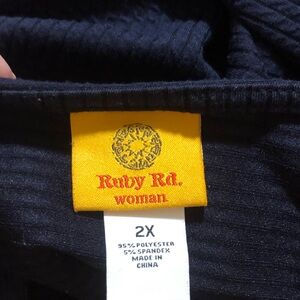 Ruby Rd.
woman
2X
95% POLYESTER
5% SPANDEX
MADE IN
CHINA